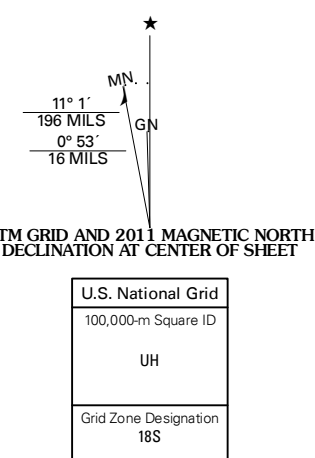 ★
MN
11° 1´
196 MILS
GN
0° 53´
16 MILS
TM GRID AND 2011 MAGNETIC NORTH
DECLINATION AT CENTER OF SHEET
U.S. National Grid
100,000-m Square ID
UH
Grid Zone Designation
18S